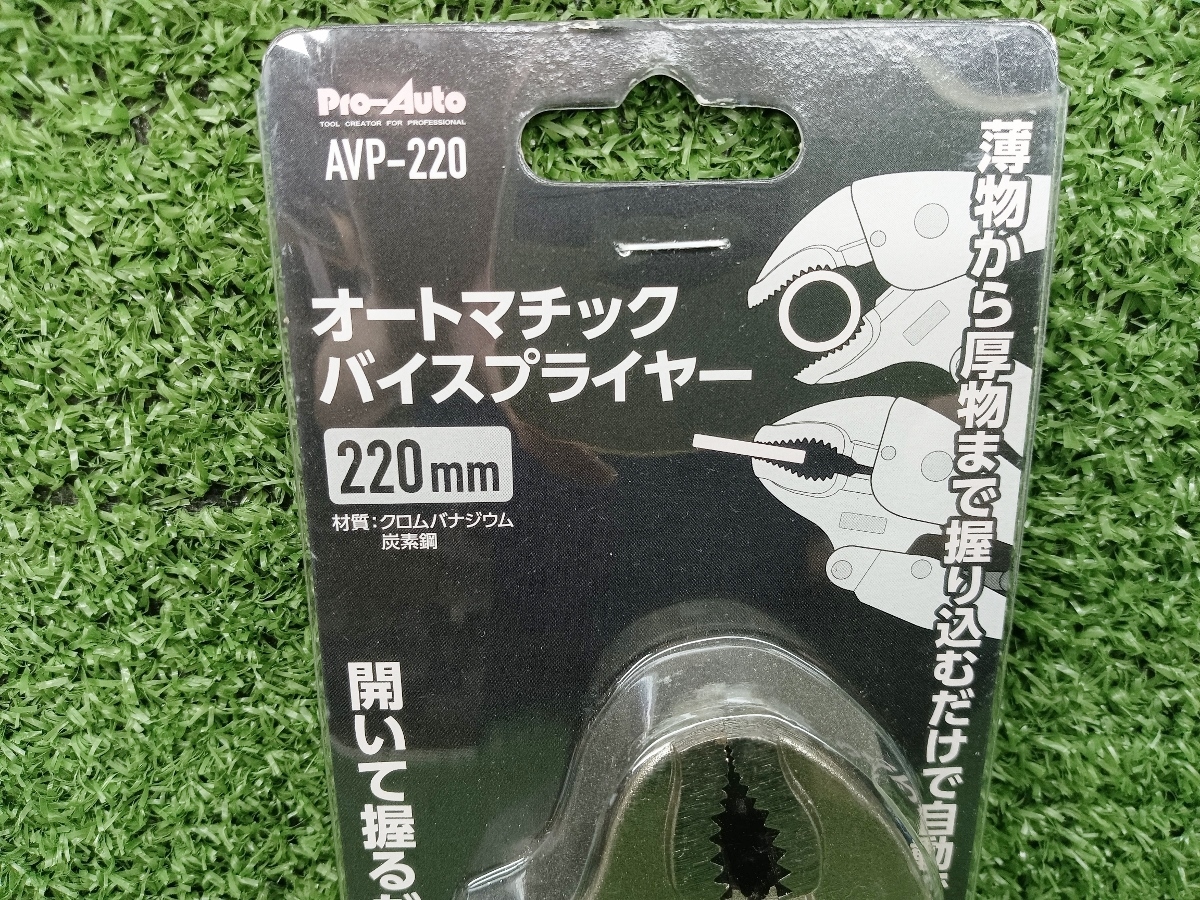 Pro-Auto
TOOL CREATOR FOR PROFESSIONAL
AVP-220
オートマチック
バイスプライヤー
220mm
材質：クロムバナジウム
炭素鋼
薄物から厚物まで握り込むだけで自動
開いて握る